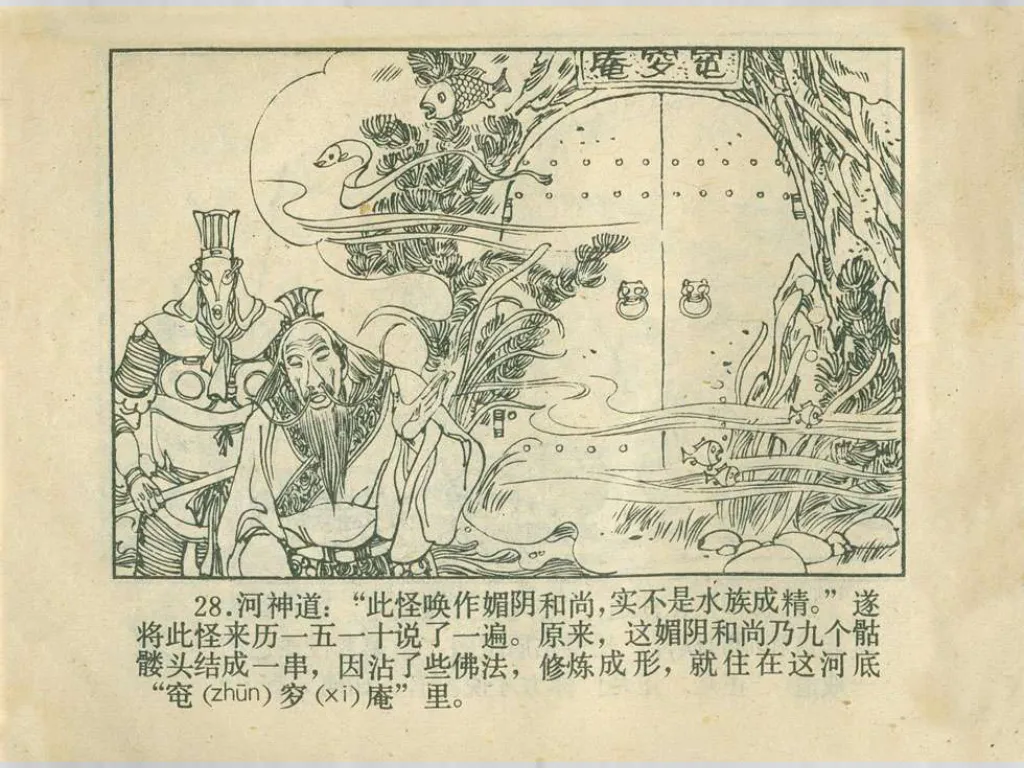 窀穸庵
28.河神道：“此怪唤作媚阴和尚,实不是水族成精。”遂
将此怪来历一五一十说了一遍。原来，这媚阴和尚乃九个骷
髅头结成一串，因沾了些佛法，修炼成形，就住在这河底
“窀(zhūn)穸(xi)庵”里。